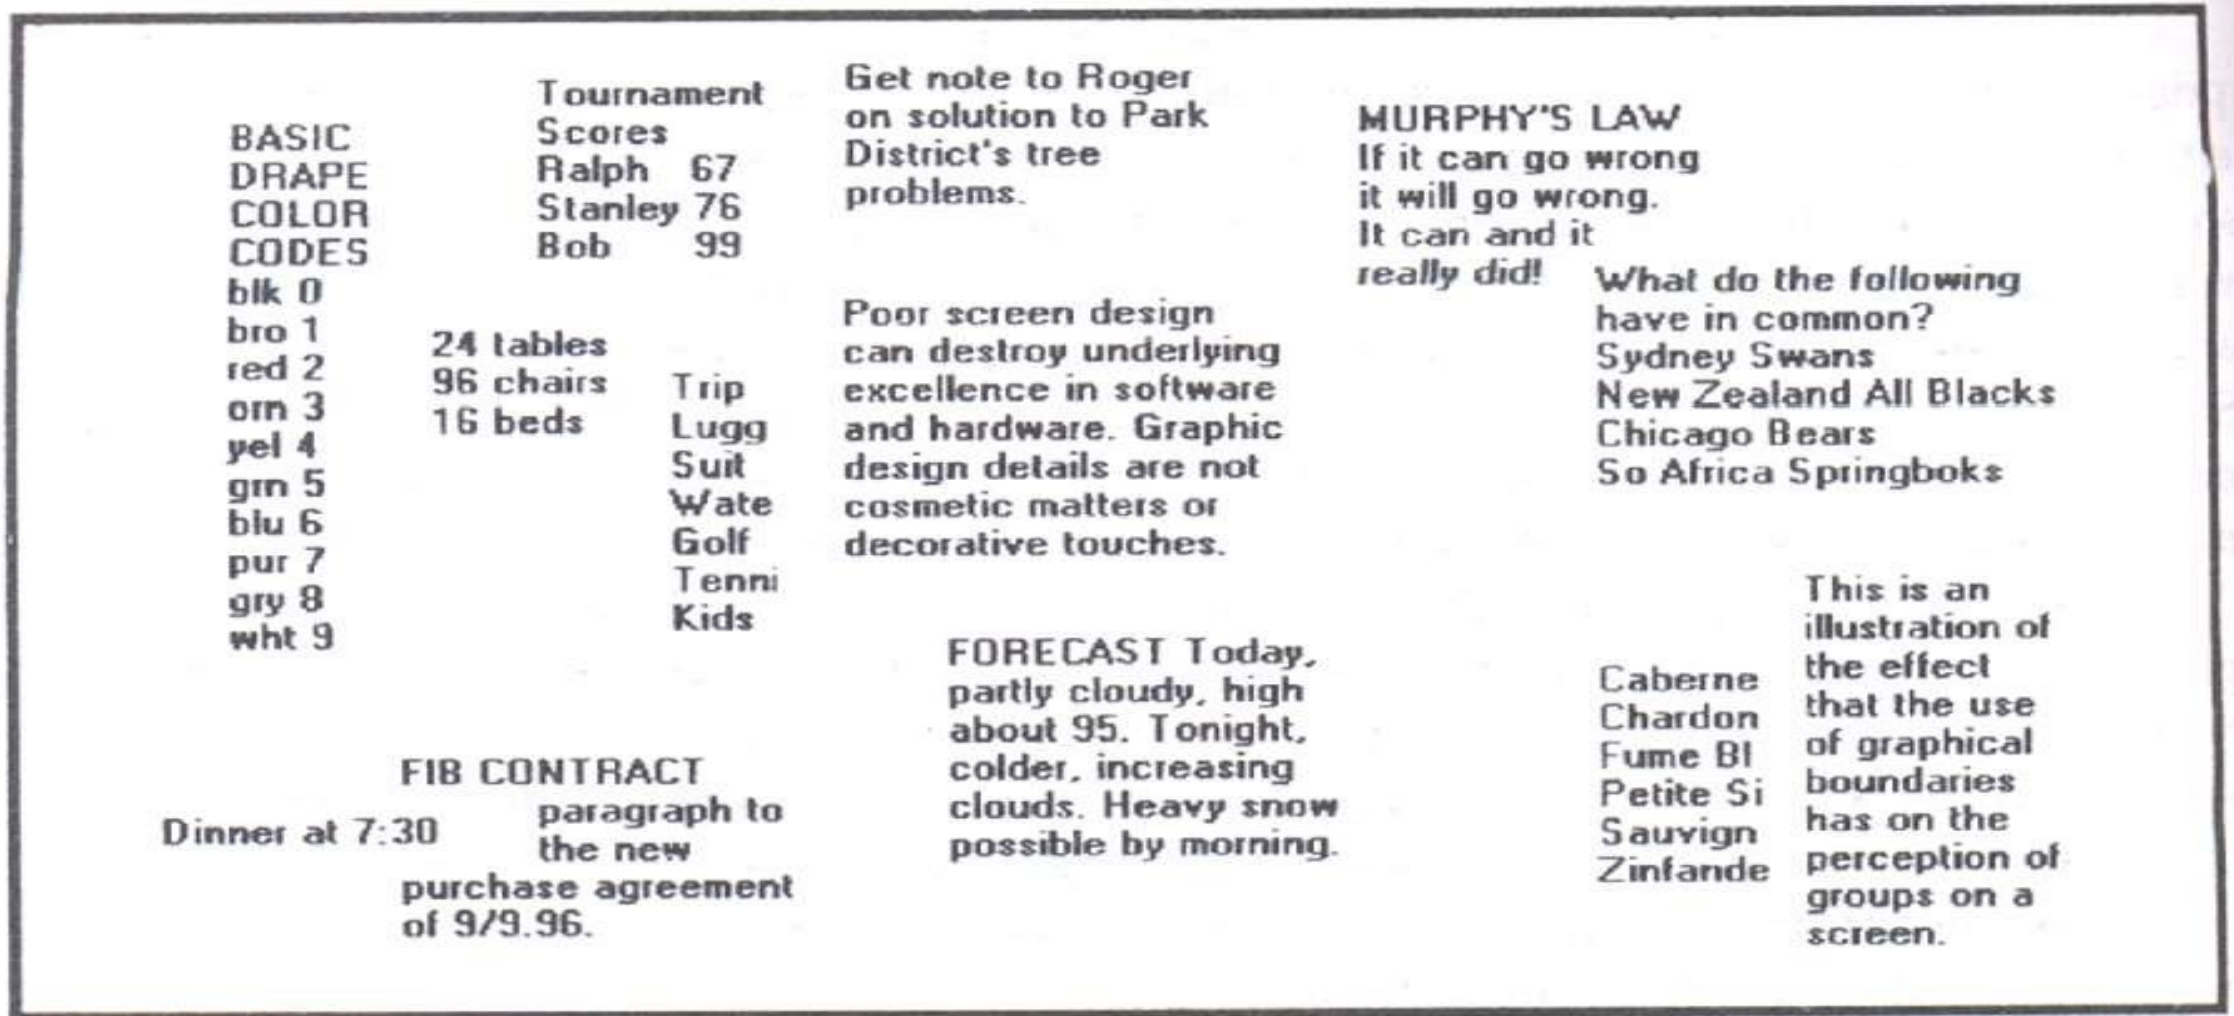 BASIC
DRAPE
COLOR
CODES
blk 0
bro 1
red 2
orn 3
yel 4
grn 5
blu 6
pur 7
gry 8
wht 9
Tournament
Scores
Ralph 67
Stanley 76
Bob 99
24 tables
96 chairs
16 beds
Trip
Lugg
Suit
Wate
Golf
Tenni
Kids
Get note to Roger
on solution to Park
District's tree
problems.
Poor screen design
can destroy underlying
excellence in software
and hardware. Graphic
design details are not
cosmetic matters or
decorative touches.
MURPHY'S LAW
If it can go wrong
it will go wrong.
It can and it
really did!
What do the following
have in common?
Sydney Swans
New Zealand All Blacks
Chicago Bears
So Africa Springboks
FORECAST Today,
partly cloudy, high
about 95. Tonight,
colder, increasing
clouds. Heavy snow
possible by morning.
Caberne
Chardon
Fume Bl
Petite Si
Sauvign
Zinfande
This is an
illustration of
the effect
that the use
of graphical
boundaries
has on the
perception of
groups on a
screen.
Dinner at 7:30
FIB CONTRACT
paragraph to
the new
purchase agreement
of 9/9.96.